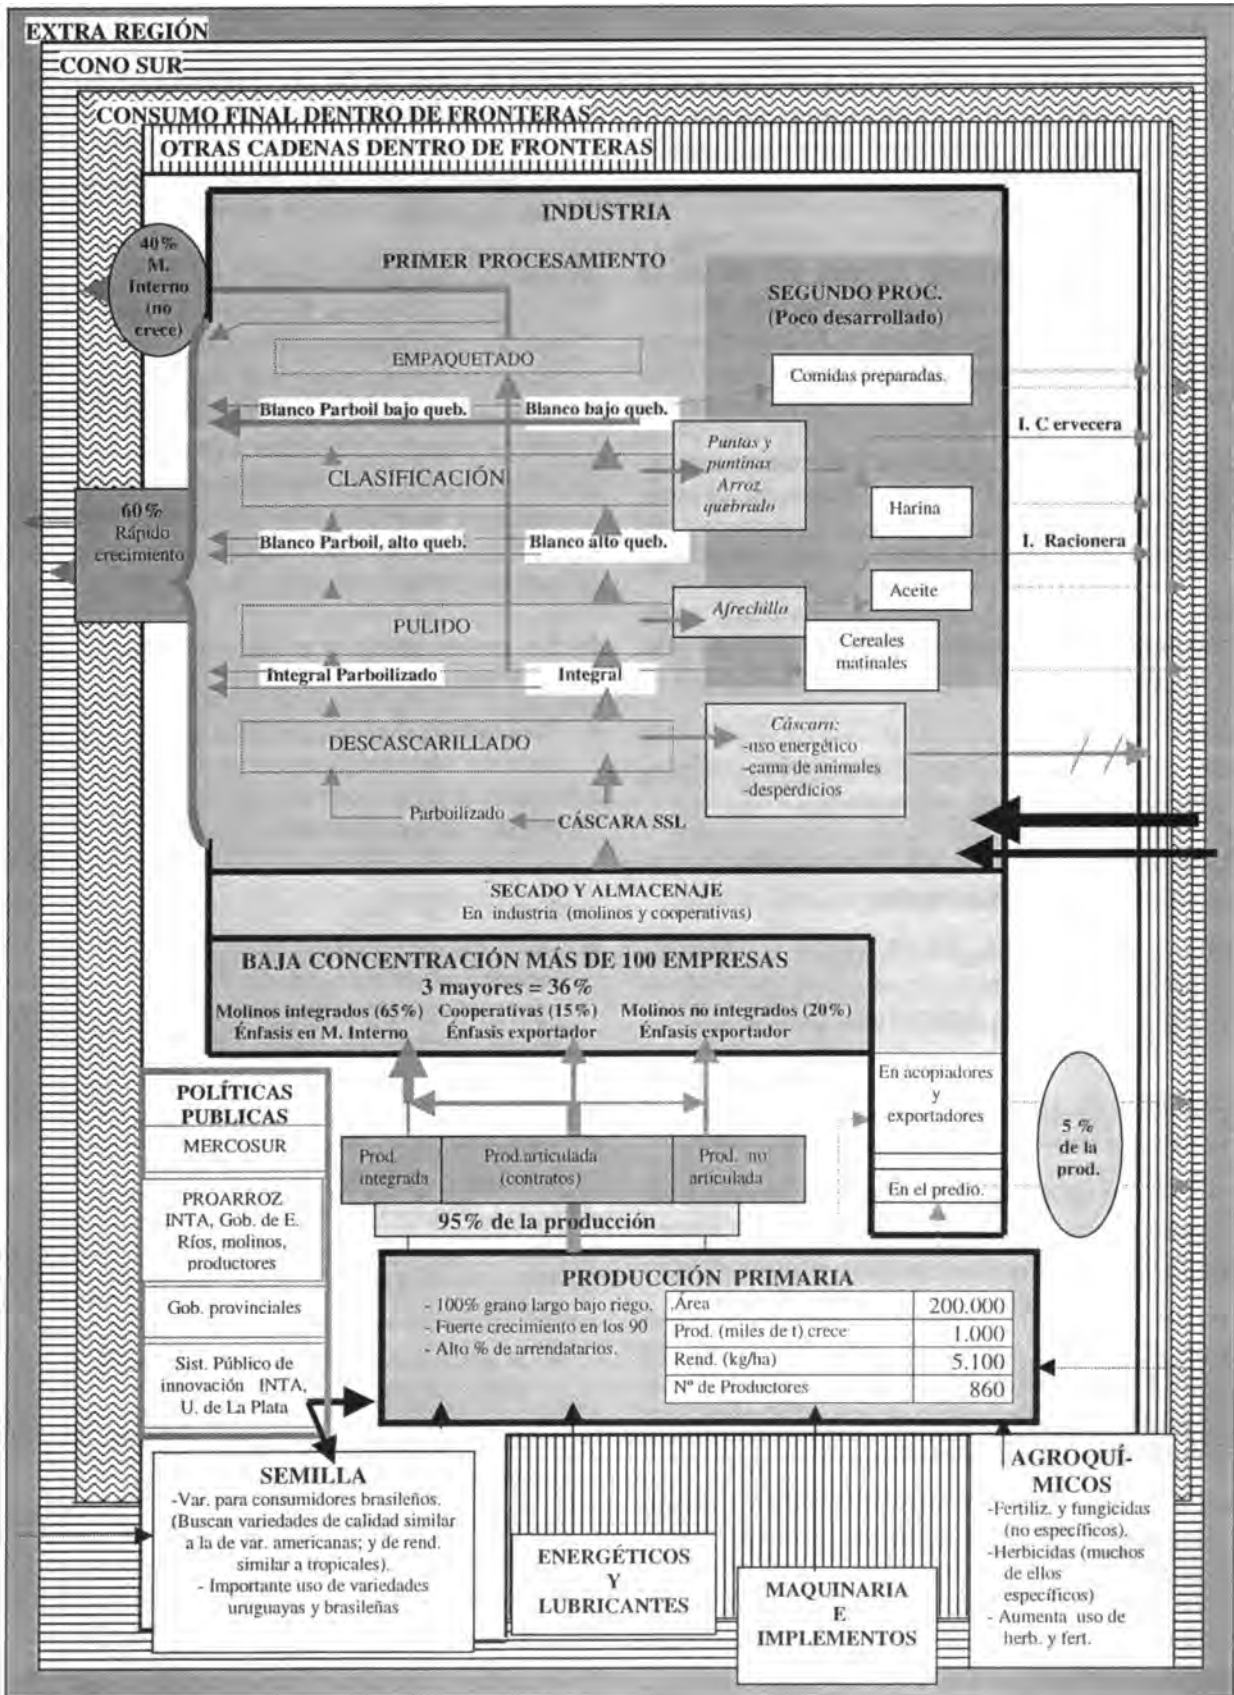 EXTRA REGIÓN
CONO SUR
CONSUMO FINAL DENTRO DE FRONTERAS
OTRAS CADENAS DENTRO DE FRONTERAS
INDUSTRIA
PRIMER PROCESAMIENTO
40%
M.
Interno
(no
crece)
SEGUNDO PROC.
(Poco desarrollado)
EMPAQUETADO
Comidas preparadas.
Blanco Parboil bajo queb.
Blanco bajo queb.
I. C ervecera
Puntas y
puntinas
Arroz
quebrado
CLASIFICACIÓN
60%
Rápido
crecimiento
Harina
Blanco Parboil, alto queb.
Blanco alto queb.
I. Racionera
Aceite
Afrechillo
PULIDO
Cereales
matinales
Integral Parboilizado
Integral
DESCASCARILLADO
Cáscara:
-uso energético
-cama de animales
-desperdicios
Parboilizado
CÁSCARA SSL
SECADO Y ALMACENAJE
En industria (molinos y cooperativas)
BAJA CONCENTRACIÓN MÁS DE 100 EMPRESAS
3 mayores = 36%
Molinos integrados (65%)
Énfasis en M. Interno
Cooperativas (15%)
Énfasis exportador
Molinos no integrados (20%)
Énfasis exportador
En acopiadores
y
exportadores
5 %
de la
prod.
En el predio.
POLÍTICAS
PUBLICAS
MERCOSUR
PROARROZ
INTA, Gob. de E.
Ríos, molinos,
productores
Gob. provinciales
Sist. Público de
innovación INTA,
U. de La Plata
Prod.
integrada
Prod.articulada
(contratos)
Prod. no
articulada
95% de la producción
PRODUCCIÓN PRIMARIA
- 100% grano largo bajo riego.
- Fuerte crecimiento en los 90
- Alto % de arrendatarios.
Área 200.000
Prod. (miles de t) crece 1.000
Rend. (kg/ha) 5.100
Nº de Productores 860
SEMILLA
-Var. para consumidores brasileños.
(Buscan variedades de calidad similar
a la de var. americanas; y de rend.
similar a tropicales).
- Importante uso de variedades
uruguayas y brasileñas
ENERGÉTICOS
Y
LUBRICANTES
MAQUINARIA
E
IMPLEMENTOS
AGROQUÍ-
MICOS
-Fertiliz. y fungicidas
(no específicos).
-Herbicidas (muchos
de ellos
específicos)
- Aumenta uso de
herb. y fert.